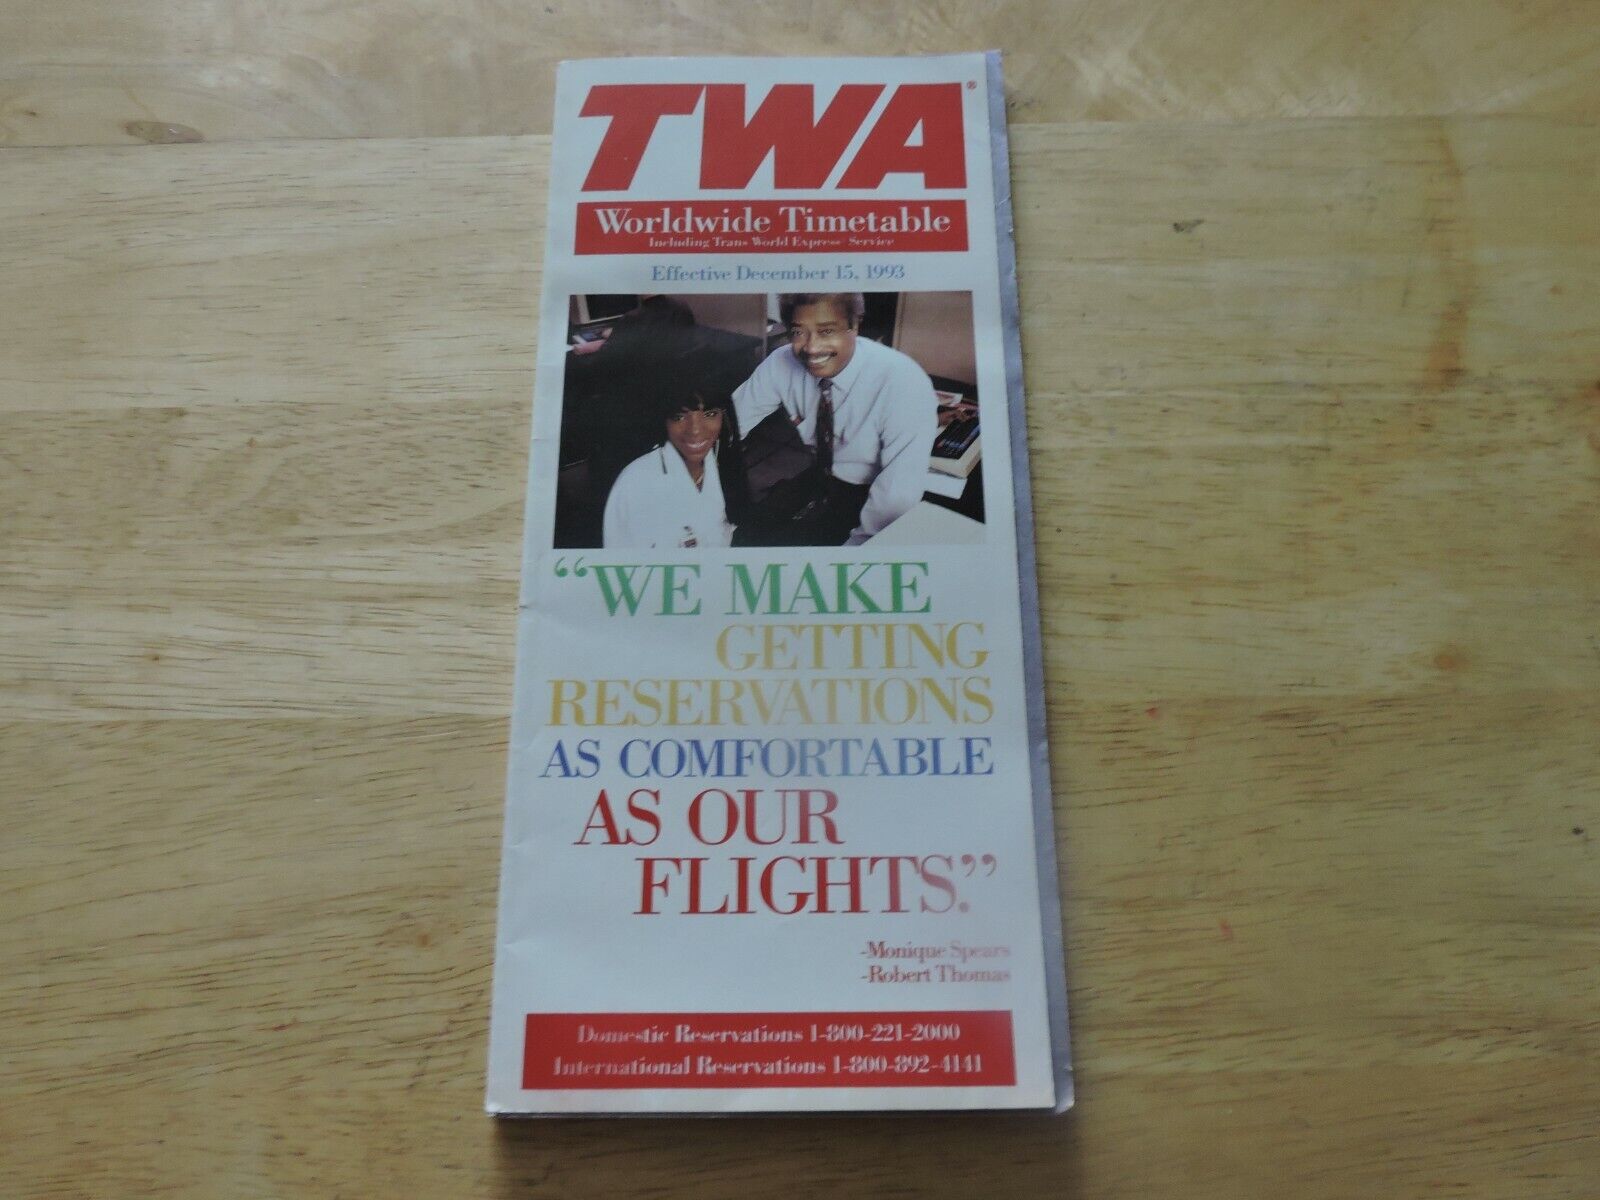 TWA®
Worldwide Timetable
Including Trans World Express Service
Effective December 15, 1993
“WE MAKE
GETTING
RESERVATIONS
AS COMFORTABLE
AS OUR
FLIGHTS.”
-Monique Spears
-Robert Thomas
Domestic Reservations 1-800-221-2000
International Reservations 1-800-892-4141